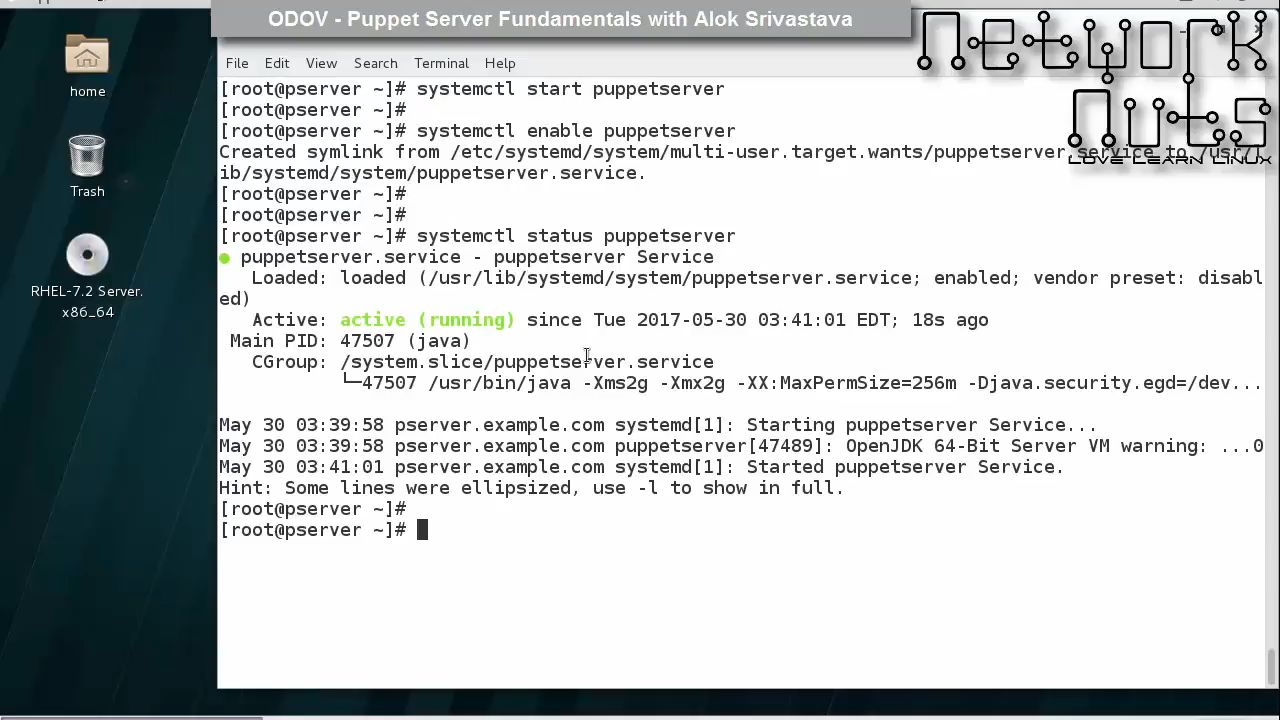 ODOV - Puppet Server Fundamentals with Alok Srivastava
Network
Nuts
LOVE LEARN LINUX
home
Trash
RHEL-7.2 Server.
x86_64
File Edit View Search Terminal Help
[root@pserver ~]# systemctl start puppetserver
[root@pserver ~]#
[root@pserver ~]# systemctl enable puppetserver
Created symlink from /etc/systemd/system/multi-user.target.wants/puppetserver.service to /usr/l
ib/systemd/system/puppetserver.service.
[root@pserver ~]#
[root@pserver ~]#
[root@pserver ~]# systemctl status puppetserver
● puppetserver.service - puppetserver Service
Loaded: loaded (/usr/lib/systemd/system/puppetserver.service; enabled; vendor preset: disabl
ed)
Active: active (running) since Tue 2017-05-30 03:41:01 EDT; 18s ago
Main PID: 47507 (java)
CGroup: /system.slice/puppetserver.service
└─47507 /usr/bin/java -Xms2g -Xmx2g -XX:MaxPermSize=256m -Djava.security.egd=/dev...
May 30 03:39:58 pserver.example.com systemd[1]: Starting puppetserver Service...
May 30 03:39:58 pserver.example.com puppetserver[47489]: OpenJDK 64-Bit Server VM warning: ...0
May 30 03:41:01 pserver.example.com systemd[1]: Started puppetserver Service.
Hint: Some lines were ellipsized, use -l to show in full.
[root@pserver ~]#
[root@pserver ~]#